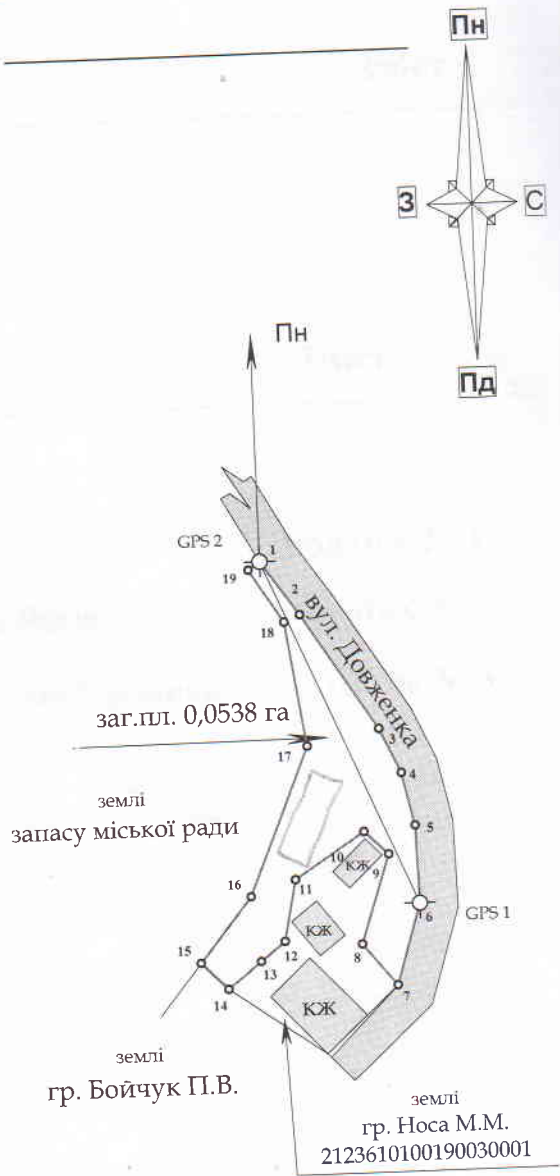 Пн
З
С
Пд
Пн
GPS 2
1
19
2
18
вул. Довженка
заг.пл. 0,0538 га
17
3
4
землі
запасу міської ради
5
10
кж
9
11
16
6
GPS 1
КЖ
12
8
13
15
14
7
КЖ
землі
гр. Бойчук П.В.
землі
гр. Носа М.М.
2123610100190030001